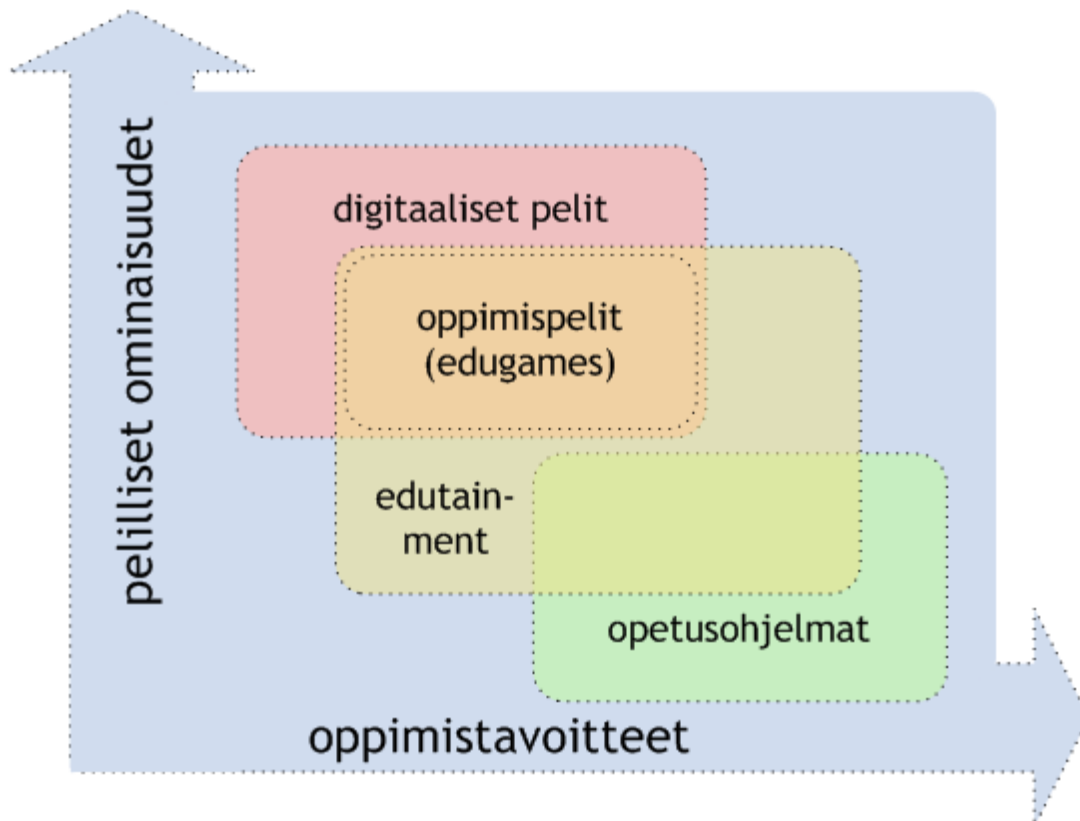 pelilliset ominaisuudet
digitaaliset pelit
oppimispelit
(edugames)
edutain-
ment
opetusohjelmat
oppimistavoitteet